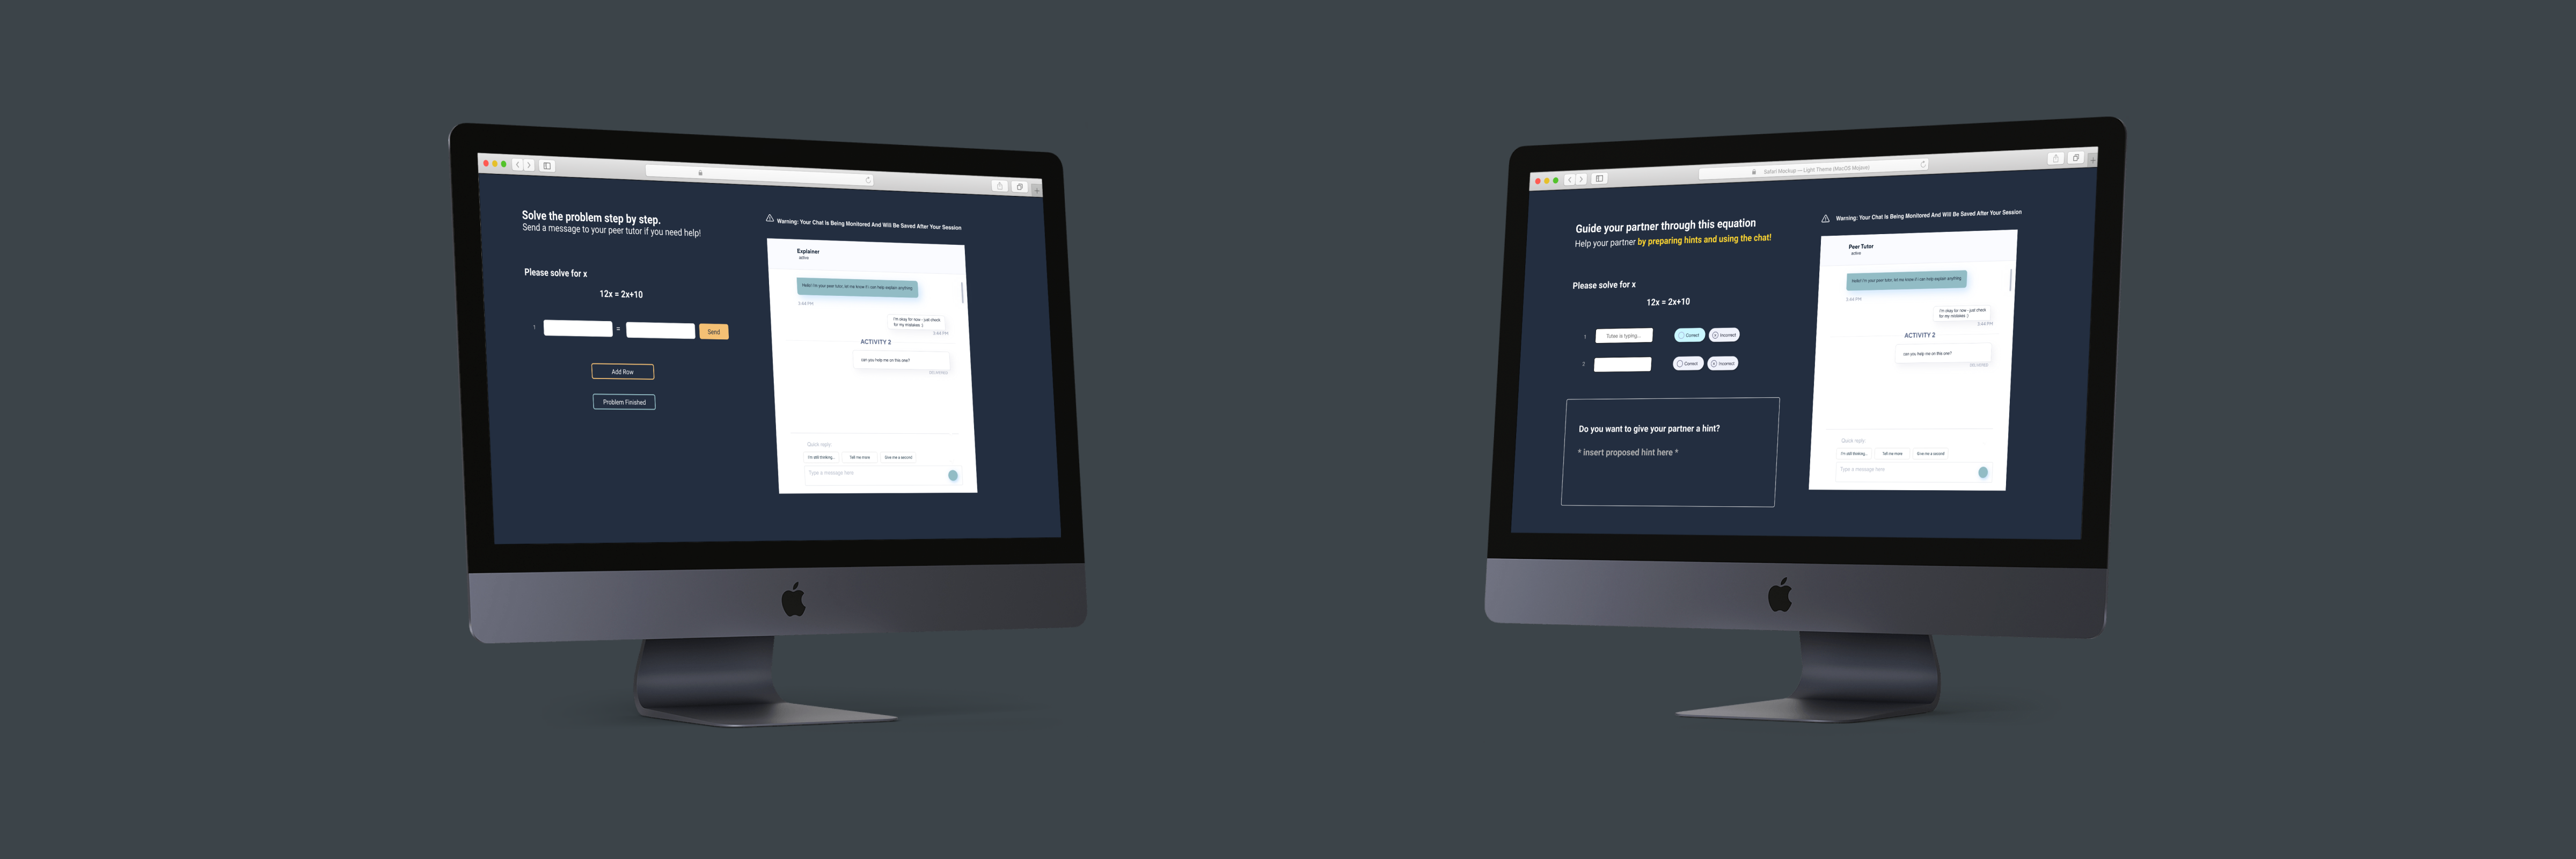 Solve the problem step by step.
Send a message to your peer tutor if you need help!
Please solve for x
12x = 2x+10
1
=
Send
Add Row
Problem Finished
Warning: Your Chat Is Being Monitored And Will Be Saved After Your Session
Explainer
active
Hello! I'm your peer tutor, let me know if I can help explain anything
3:44 PM
I'm okay for now - just check
for my mistakes :)
3:44 PM
ACTIVITY 2
can you help me on this one?
DELIVERED
Quick reply:
I'm still thinking...
Tell me more
Give me a second
Type a message here
Safari Mockup — Light Theme (MacOS Mojave)
Guide your partner through this equation
Help your partner by preparing hints and using the chat!
Please solve for x
12x = 2x+10
1
Tutee is typing...
Correct
Incorrect
2
Correct
Incorrect
Do you want to give your partner a hint?
* insert proposed hint here *
Warning: Your Chat Is Being Monitored And Will Be Saved After Your Session
Peer Tutor
active
Hello! I'm your peer tutor, let me know if I can help explain anything
3:44 PM
I'm okay for now - just check
for my mistakes :)
3:44 PM
ACTIVITY 2
can you help me on this one?
DELIVERED
Quick reply:
I'm still thinking...
Tell me more
Give me a second
Type a message here